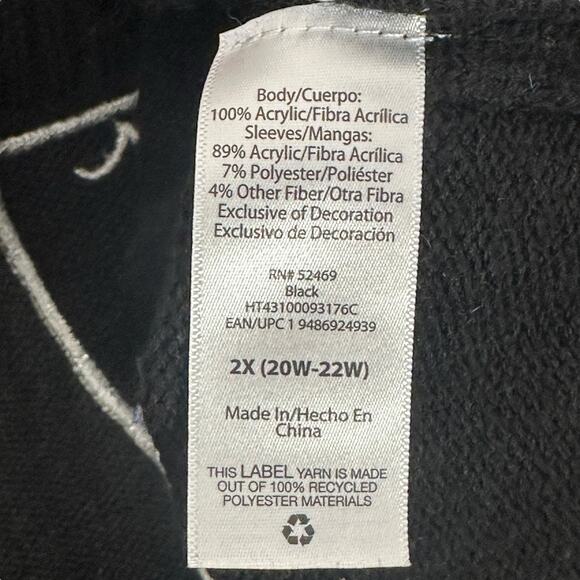 Body/Cuerpo:
100% Acrylic/Fibra Acrílica
Sleeves/Mangas:
89% Acrylic/Fibra Acrílica
7% Polyester/Poliéster
4% Other Fiber/Otra Fibra
Exclusive of Decoration
Exclusivo de Decoración
RN# 52469
Black
HT43100093176C
EAN/UPC 1 9486924939
2X (20W-22W)
Made In/Hecho En
China
THIS LABEL YARN IS MADE
OUT OF 100% RECYCLED
POLYESTER MATERIALS